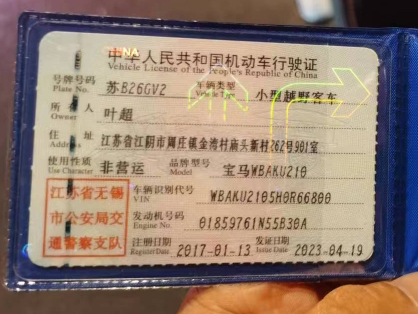 中华人民共和国机动车行驶证
Vehicle License of the People's Republic of China
号牌号码 Plate No. 苏B26GV2 车辆类型 Vehicle Type 小型越野客车
所有人 Owner 叶超
住址 Address 江苏省江阴市周庄镇金湾村庙头新村262号901室
使用性质 Use Character 非营运 品牌型号 Model 宝马WBAKU210
江苏省无锡市公安局交通警察支队
车辆识别代号 VIN WBAKU2105H0R66800
发动机号码 Engine No. 01859761N55B30A
注册日期 Register Date 2017-01-13 发证日期 Issue Date 2023-04-19